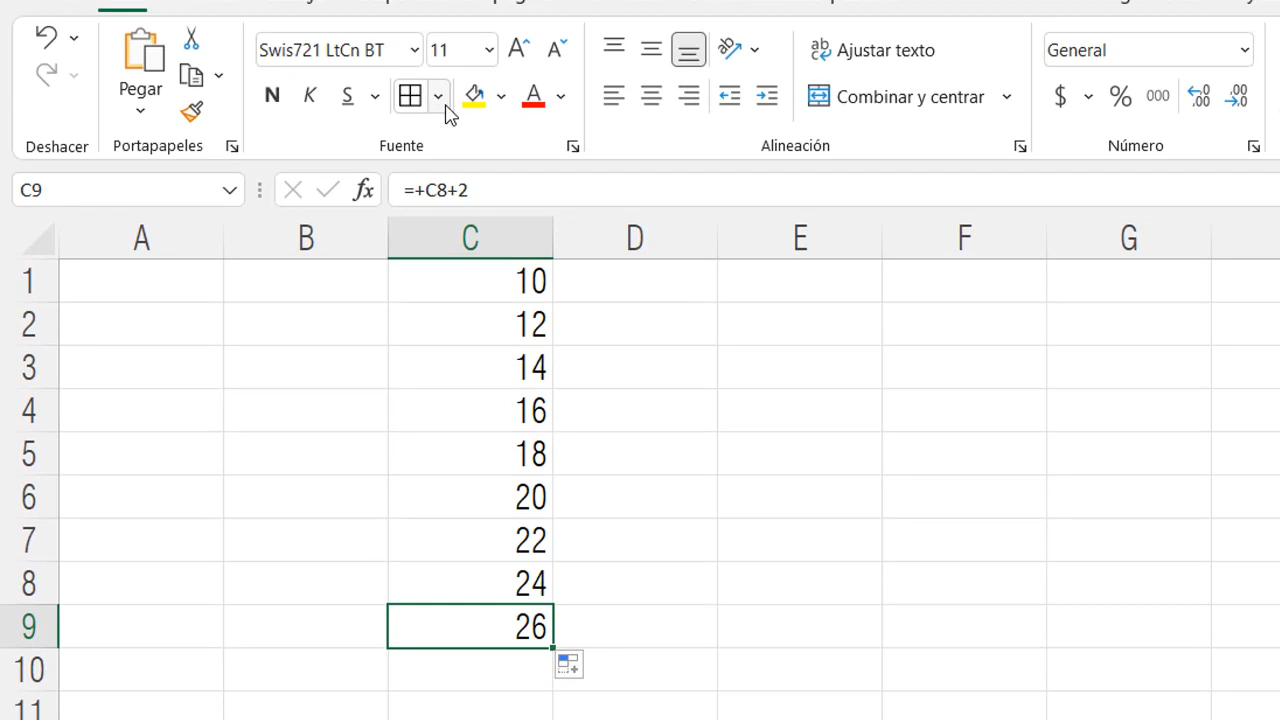 Swis721 LtCn BT 11 Ajustar texto General
Pegar N K S A Combinar y centrar $ % 000
Deshacer Portapapeles Fuente Alineación Número
C9 fx =+C8+2
A B C D E F G
1 10
2 12
3 14
4 16
5 18
6 20
7 22
8 24
9 26
10
11